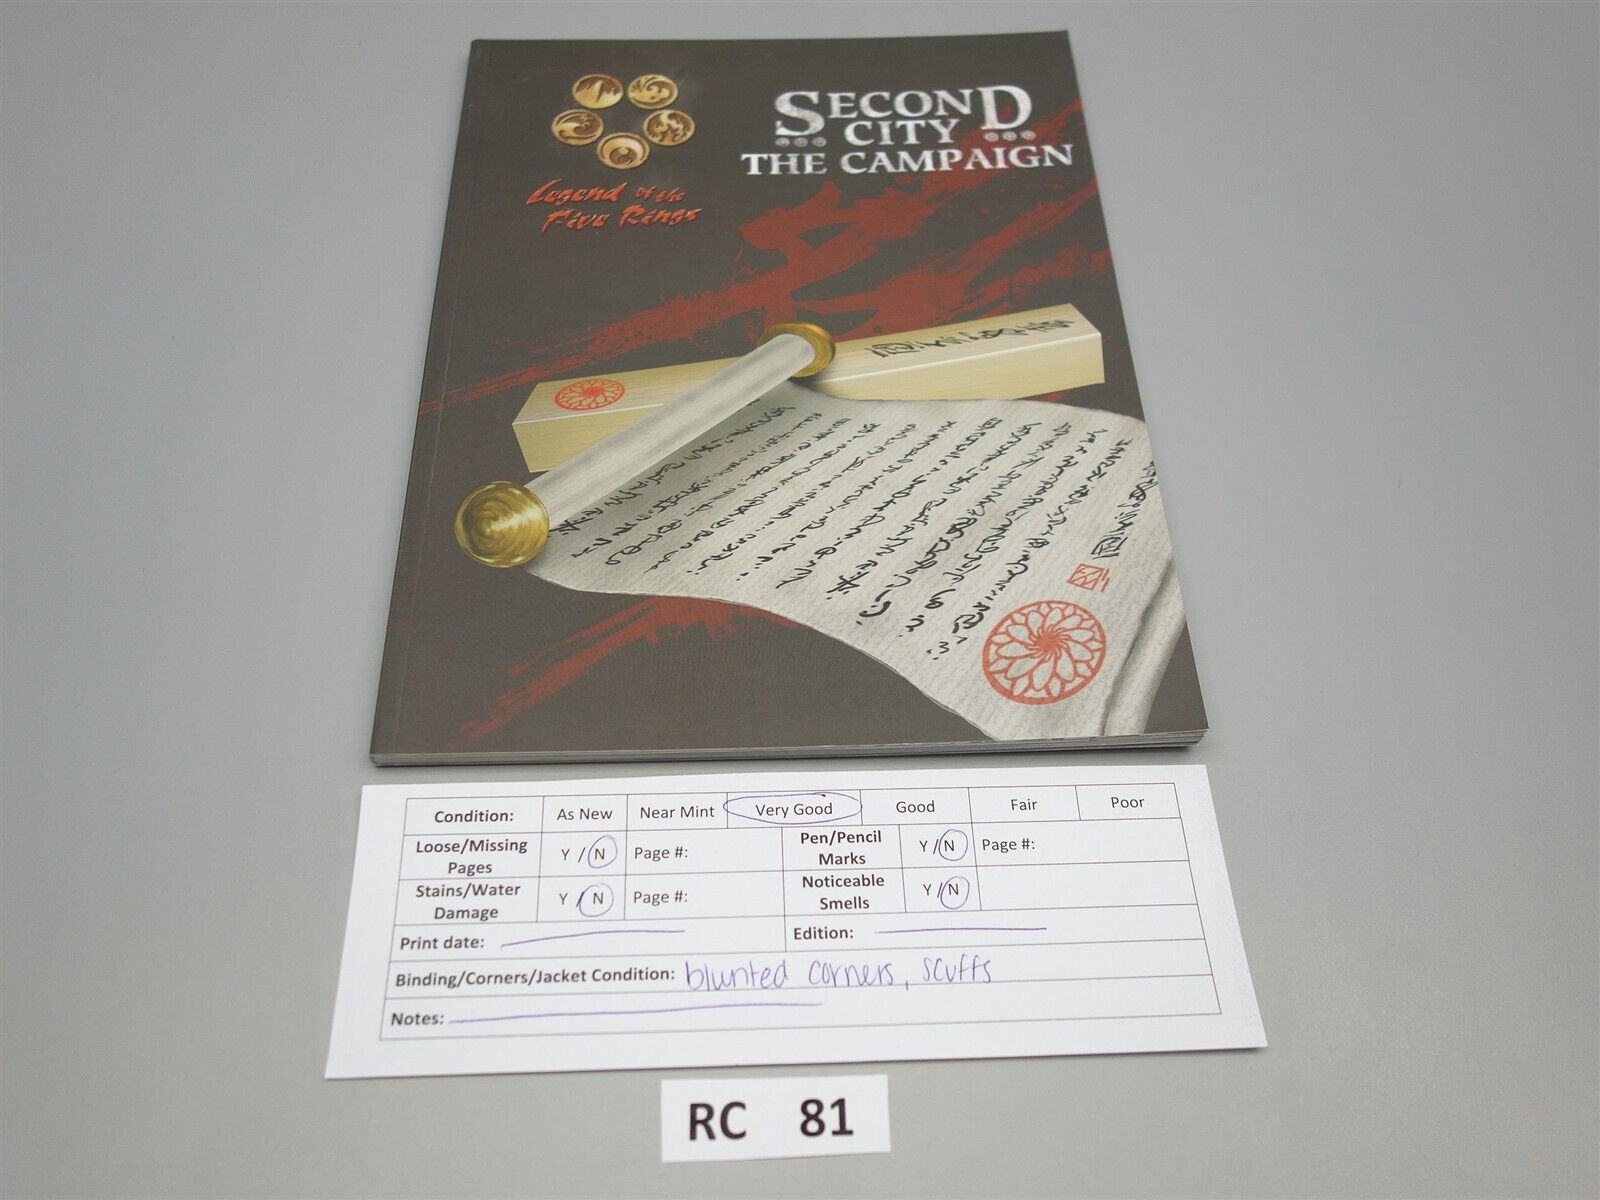 SECOND
CITY
THE CAMPAIGN
Legend of the
Five Rings
Condition: As New Near Mint Very Good Good Fair Poor
Loose/Missing Pages Y / N Page #: Pen/Pencil Marks Y / N Page #:
Stains/Water Damage Y / N Page #: Noticeable Smells Y / N
Print date: Edition:
Binding/Corners/Jacket Condition: blunted corners, scuffs
Notes:
RC 81